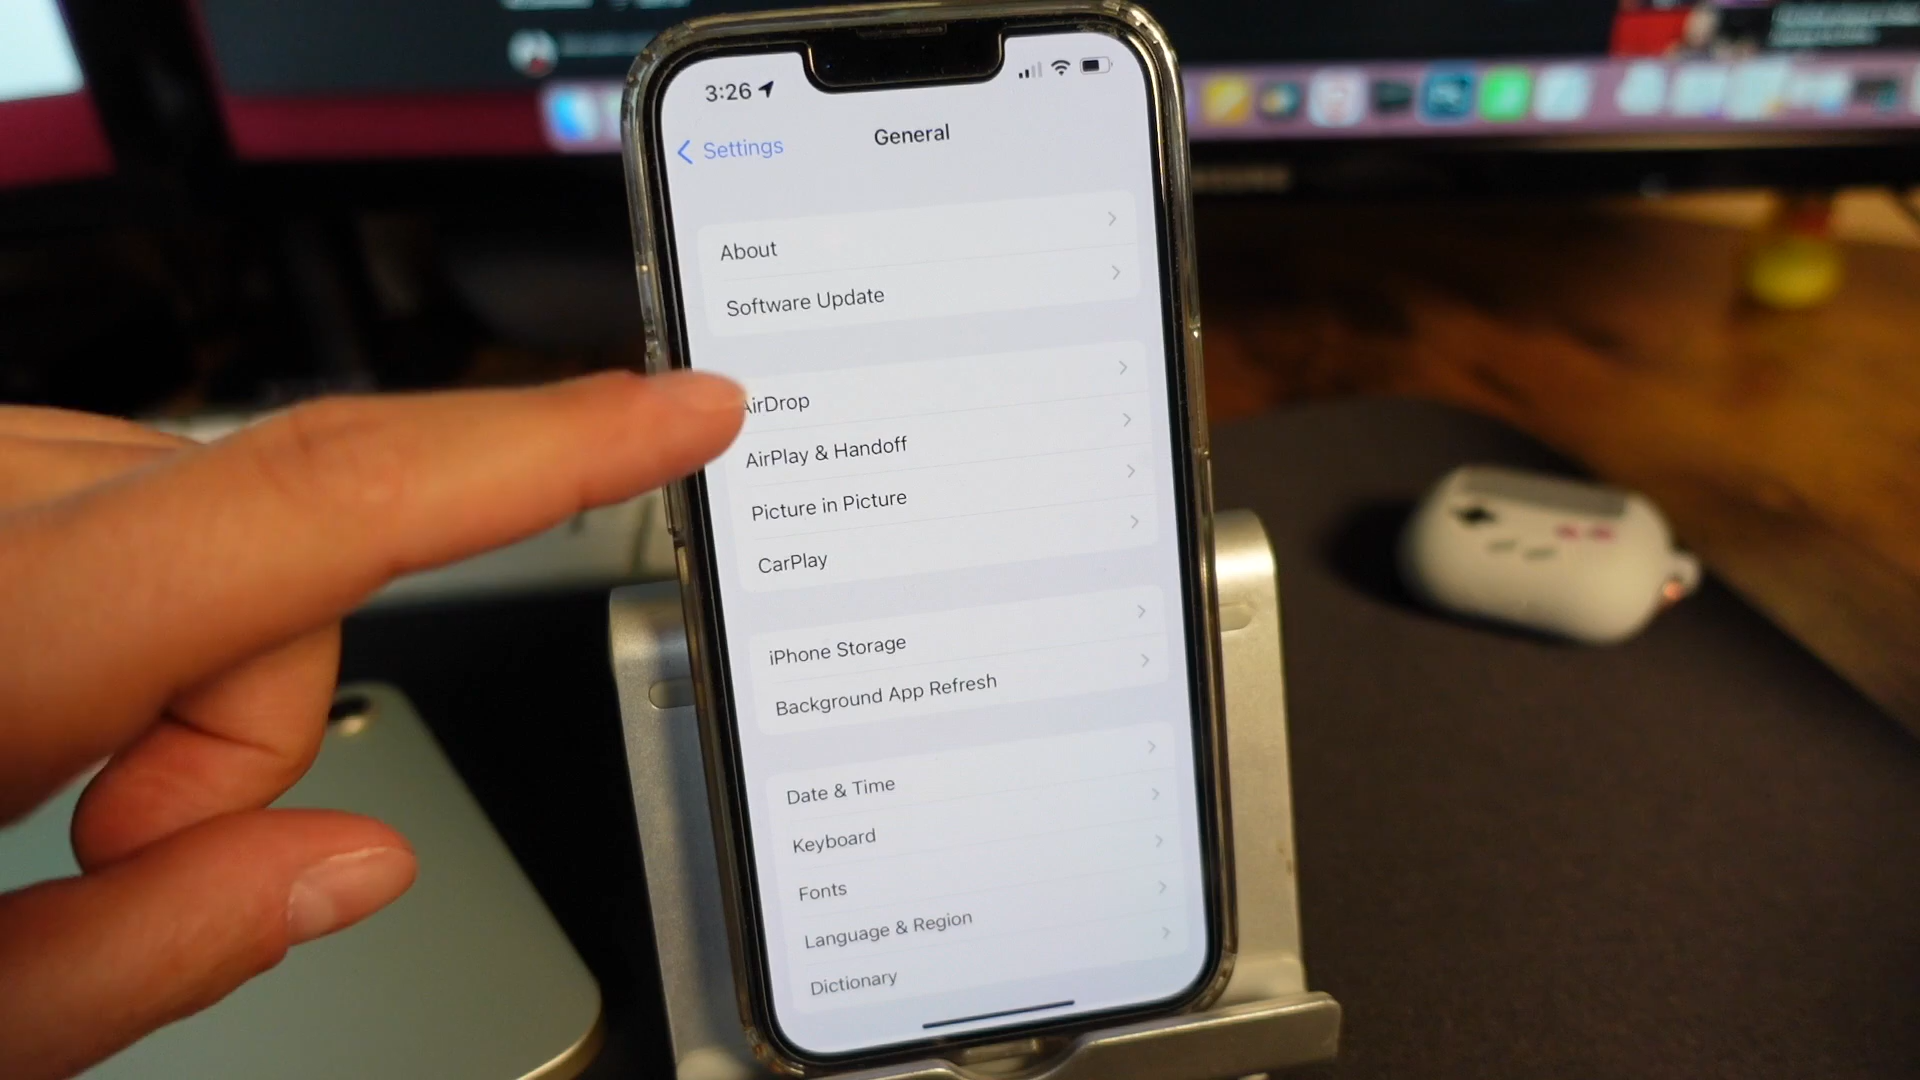 3:26
Settings
General
About
Software Update
AirDrop
AirPlay & Handoff
Picture in Picture
CarPlay
iPhone Storage
Background App Refresh
Date & Time
Keyboard
Fonts
Language & Region
Dictionary